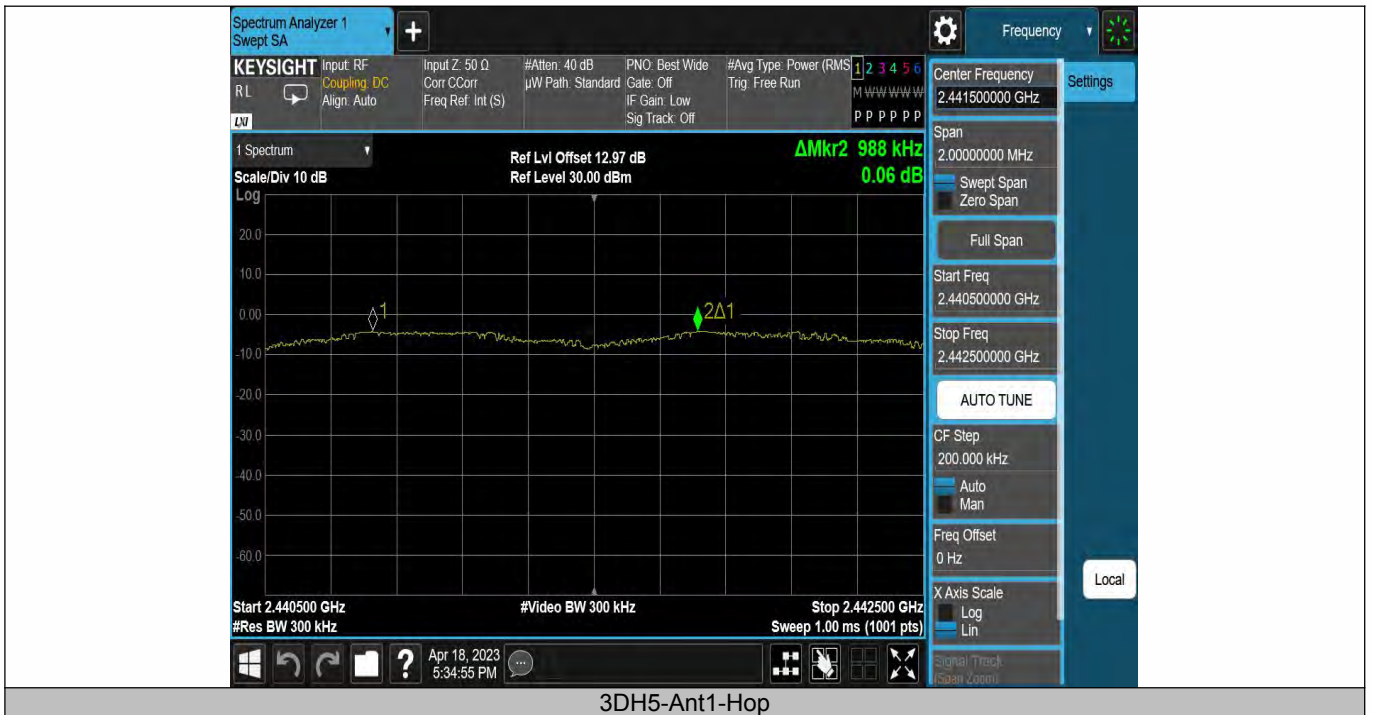 Spectrum Analyzer 1
Swept SA
+
Frequency
KEYSIGHT
R L
LXI
Input: RF
Coupling: DC
Align: Auto
Input Z: 50 Ω
Corr CCorr
Freq Ref: Int (S)
#Atten: 40 dB
µW Path: Standard
PNO: Best Wide
Gate: Off
IF Gain: Low
Sig Track: Off
#Avg Type: Power (RMS
Trig: Free Run
1 2 3 4 5 6
M W W W W W
P P P P P P
1 Spectrum
Scale/Div 10 dB
Log
Ref Lvl Offset 12.97 dB
Ref Level 30.00 dBm
ΔMkr2 988 kHz
0.06 dB
20.0
10.0
0.00
-10.0
-20.0
-30.0
-40.0
-50.0
-60.0
1
2Δ1
Start 2.440500 GHz
#Res BW 300 kHz
#Video BW 300 kHz
Stop 2.442500 GHz
Sweep 1.00 ms (1001 pts)
Center Frequency
2.441500000 GHz
Settings
Span
2.00000000 MHz
Swept Span
Zero Span
Full Span
Start Freq
2.440500000 GHz
Stop Freq
2.442500000 GHz
AUTO TUNE
CF Step
200.000 kHz
Auto
Man
Freq Offset
0 Hz
X Axis Scale
Log
Lin
Signal Track
(Span Zoom)
Local
?
Apr 18, 2023
5:34:55 PM
3DH5-Ant1-Hop